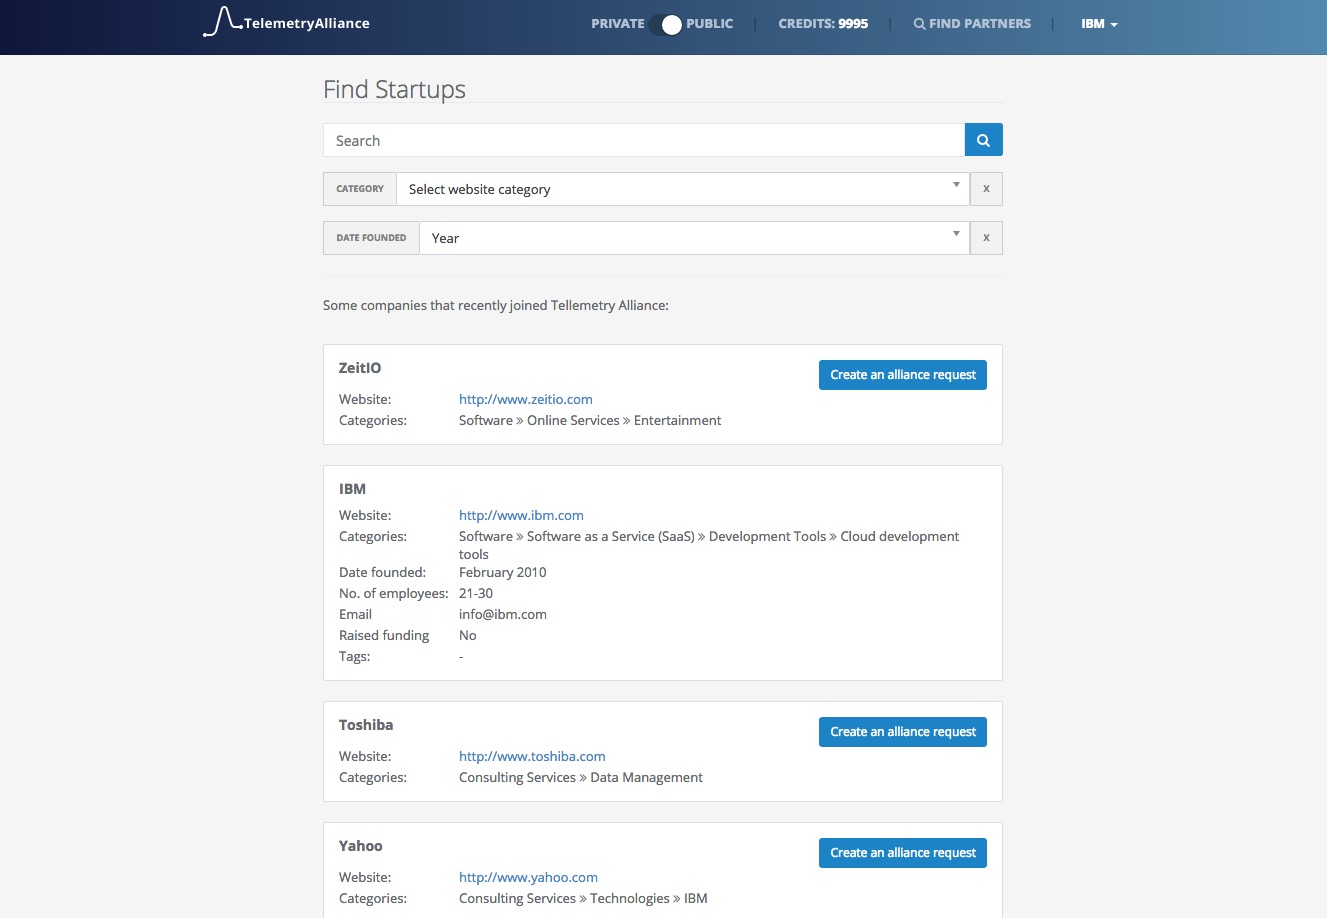 TelemetryAlliance
PRIVATE PUBLIC | CREDITS: 9995 | FIND PARTNERS | IBM
Find Startups
Search
CATEGORY Select website category x
DATE FOUNDED Year x
Some companies that recently joined Tellemetry Alliance:
ZeitIO
Create an alliance request
Website: http://www.zeitio.com
Categories: Software » Online Services » Entertainment
IBM
Website: http://www.ibm.com
Categories: Software » Software as a Service (SaaS) » Development Tools » Cloud development
tools
Date founded: February 2010
No. of employees: 21-30
Email info@ibm.com
Raised funding No
Tags: -
Toshiba
Create an alliance request
Website: http://www.toshiba.com
Categories: Consulting Services » Data Management
Yahoo
Create an alliance request
Website: http://www.yahoo.com
Categories: Consulting Services » Technologies » IBM